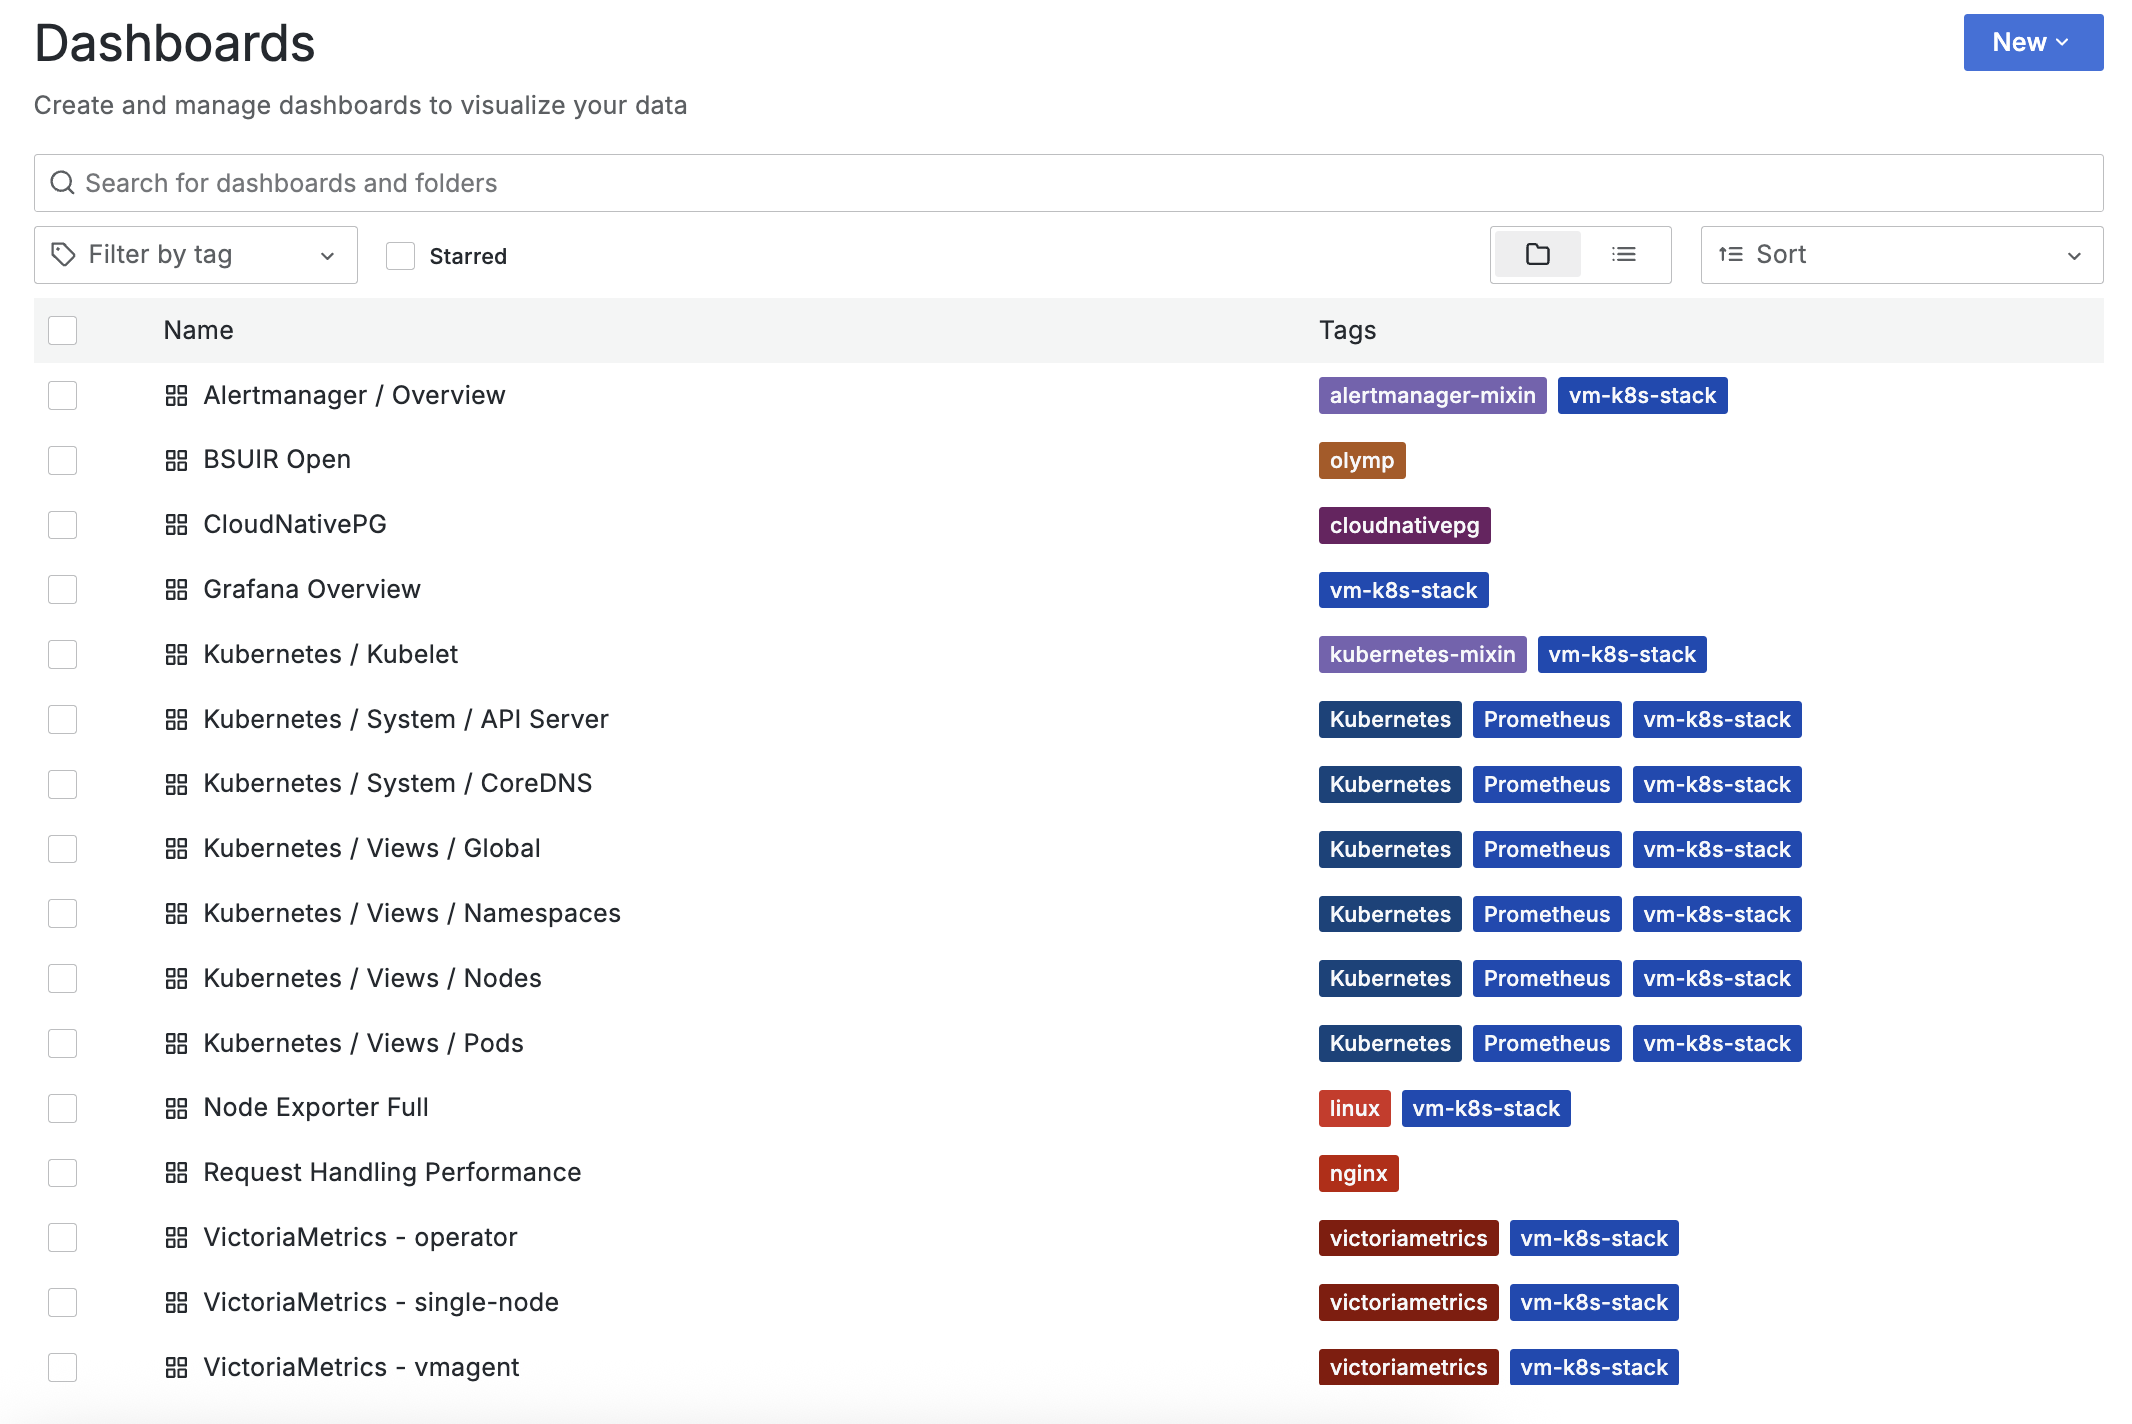 Dashboards
New
Create and manage dashboards to visualize your data
Search for dashboards and folders
Filter by tag
Starred
Sort
Name Tags
Alertmanager / Overview alertmanager-mixin vm-k8s-stack
BSUIR Open olymp
CloudNativePG cloudnativepg
Grafana Overview vm-k8s-stack
Kubernetes / Kubelet kubernetes-mixin vm-k8s-stack
Kubernetes / System / API Server Kubernetes Prometheus vm-k8s-stack
Kubernetes / System / CoreDNS Kubernetes Prometheus vm-k8s-stack
Kubernetes / Views / Global Kubernetes Prometheus vm-k8s-stack
Kubernetes / Views / Namespaces Kubernetes Prometheus vm-k8s-stack
Kubernetes / Views / Nodes Kubernetes Prometheus vm-k8s-stack
Kubernetes / Views / Pods Kubernetes Prometheus vm-k8s-stack
Node Exporter Full linux vm-k8s-stack
Request Handling Performance nginx
VictoriaMetrics - operator victoriametrics vm-k8s-stack
VictoriaMetrics - single-node victoriametrics vm-k8s-stack
VictoriaMetrics - vmagent victoriametrics vm-k8s-stack